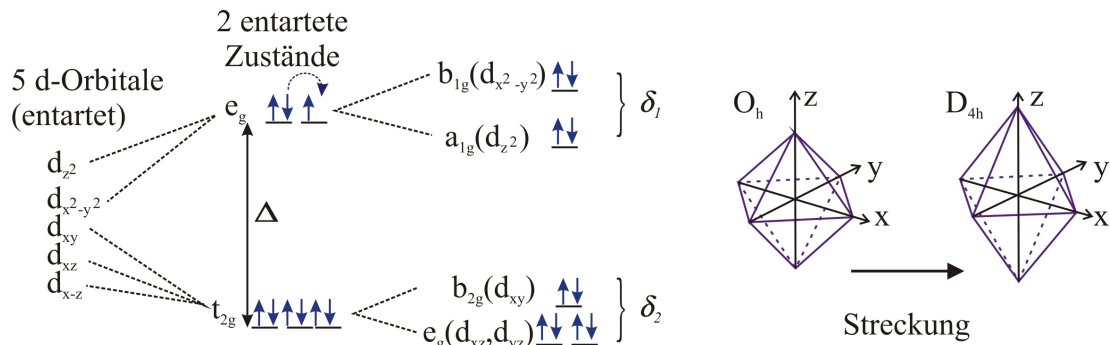 2 entartete
Zustände
5 d-Orbitale
(entartet)
e_g
d_z²
d_x²-y²
d_xy
d_xz
d_x-z
Δ
t_2g
b_1g(d_x²-y²)
a_1g(d_z²)
δ_1
b_2g(d_xy)
e_g(d_xz,d_yz)
δ_2
O_h
z
y
x
D_4h
z
y
x
Streckung